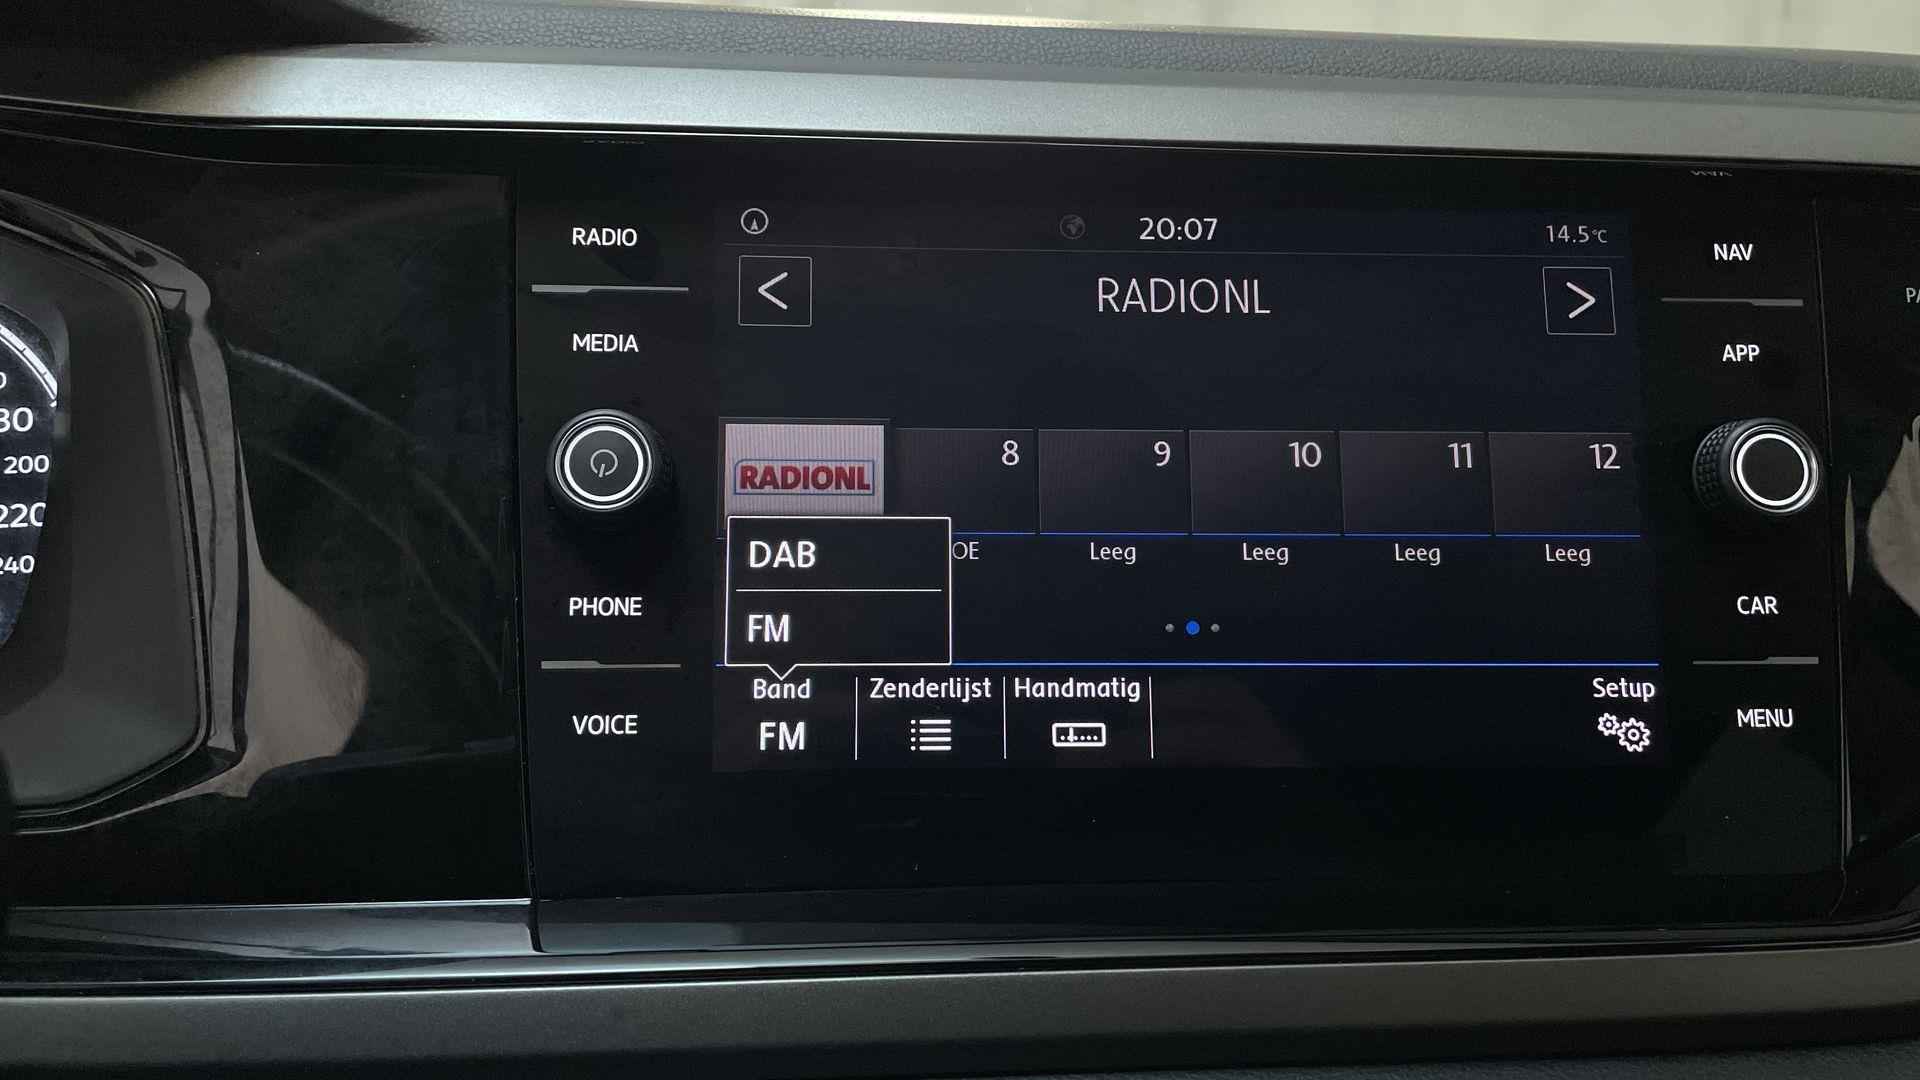 RADIO
MEDIA
PHONE
VOICE
20:07
14.5°C
RADIONL
RADIONL
8
9
10
11
12
DAB
FM
OE
Leeg
Leeg
Leeg
Leeg
Band
FM
Zenderlijst
Handmatig
Setup
NAV
APP
CAR
MENU
200
220
240